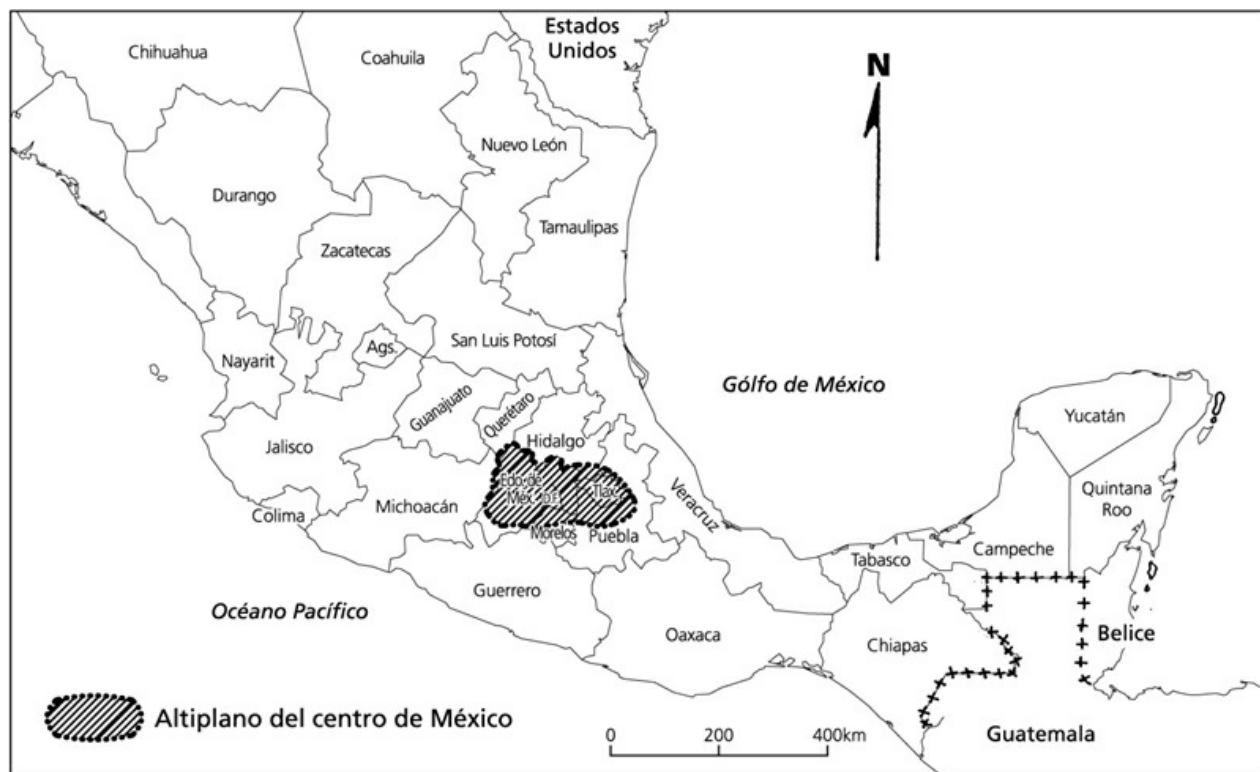 Estados
Unidos
Chihuahua
Coahuila
N
Nuevo León
Durango
Tamaulipas
Zacatecas
San Luis Potosí
Ags.
Nayarit
Gólfo de México
Guanajuato
Querétaro
Yucatán
Hidalgo
Jalisco
Quintana
Roo
Edo. de
Méx.
D.F.
Tlax.
Michoacán
Veracruz
Colima
Morelos
Puebla
Campeche
Tabasco
Guerrero
Océano Pacífico
Oaxaca
Chiapas
Belice
Altiplano del centro de México
0 200 400km
Guatemala